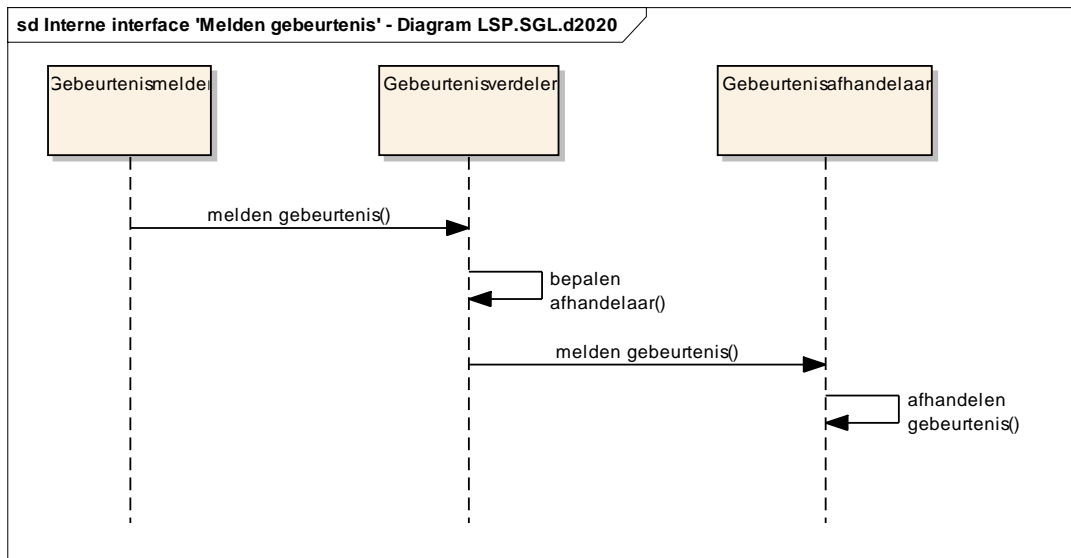 sd Interne interface 'Melden gebeurtenis' - Diagram LSP.SGL.d2020
Gebeurtenismelder
Gebeurtenisverdeler
Gebeurtenisafhandelaar
melden gebeurtenis()
bepalen
afhandelaar()
melden gebeurtenis()
afhandelen
gebeurtenis()